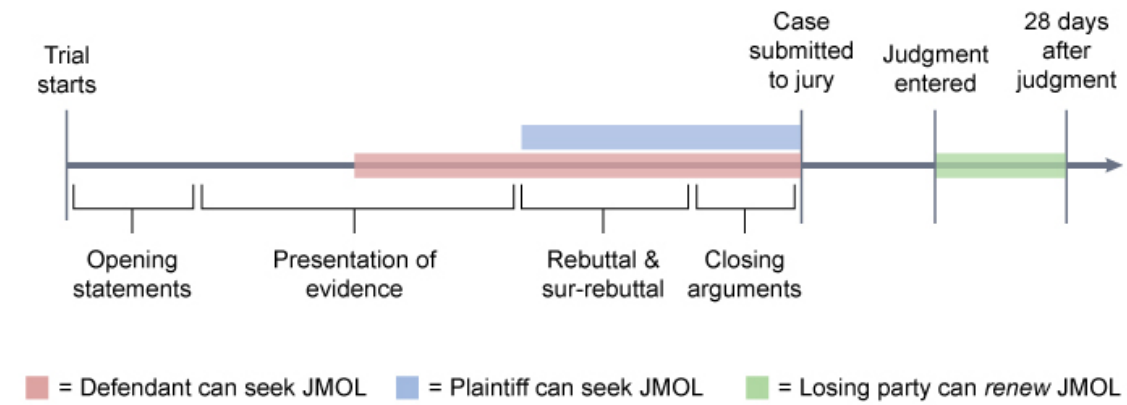 Trial
starts
Case
submitted
to jury
Judgment
entered
28 days
after
judgment
Opening
statements
Presentation of
evidence
Rebuttal &
sur-rebuttal
Closing
arguments
= Defendant can seek JMOL
= Plaintiff can seek JMOL
= Losing party can renew JMOL